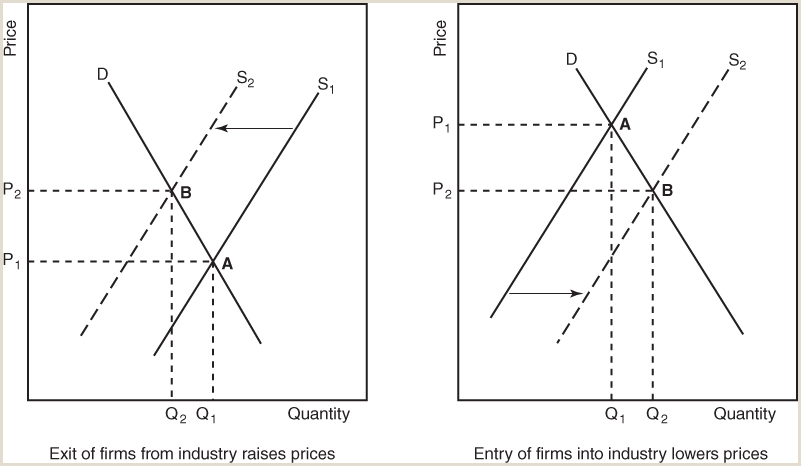 Price
D
S2
S1
P2
B
P1
A
Q2 Q1 Quantity
Exit of firms from industry raises prices
Price
D
S1
S2
P1
A
P2
B
Q1 Q2 Quantity
Entry of firms into industry lowers prices